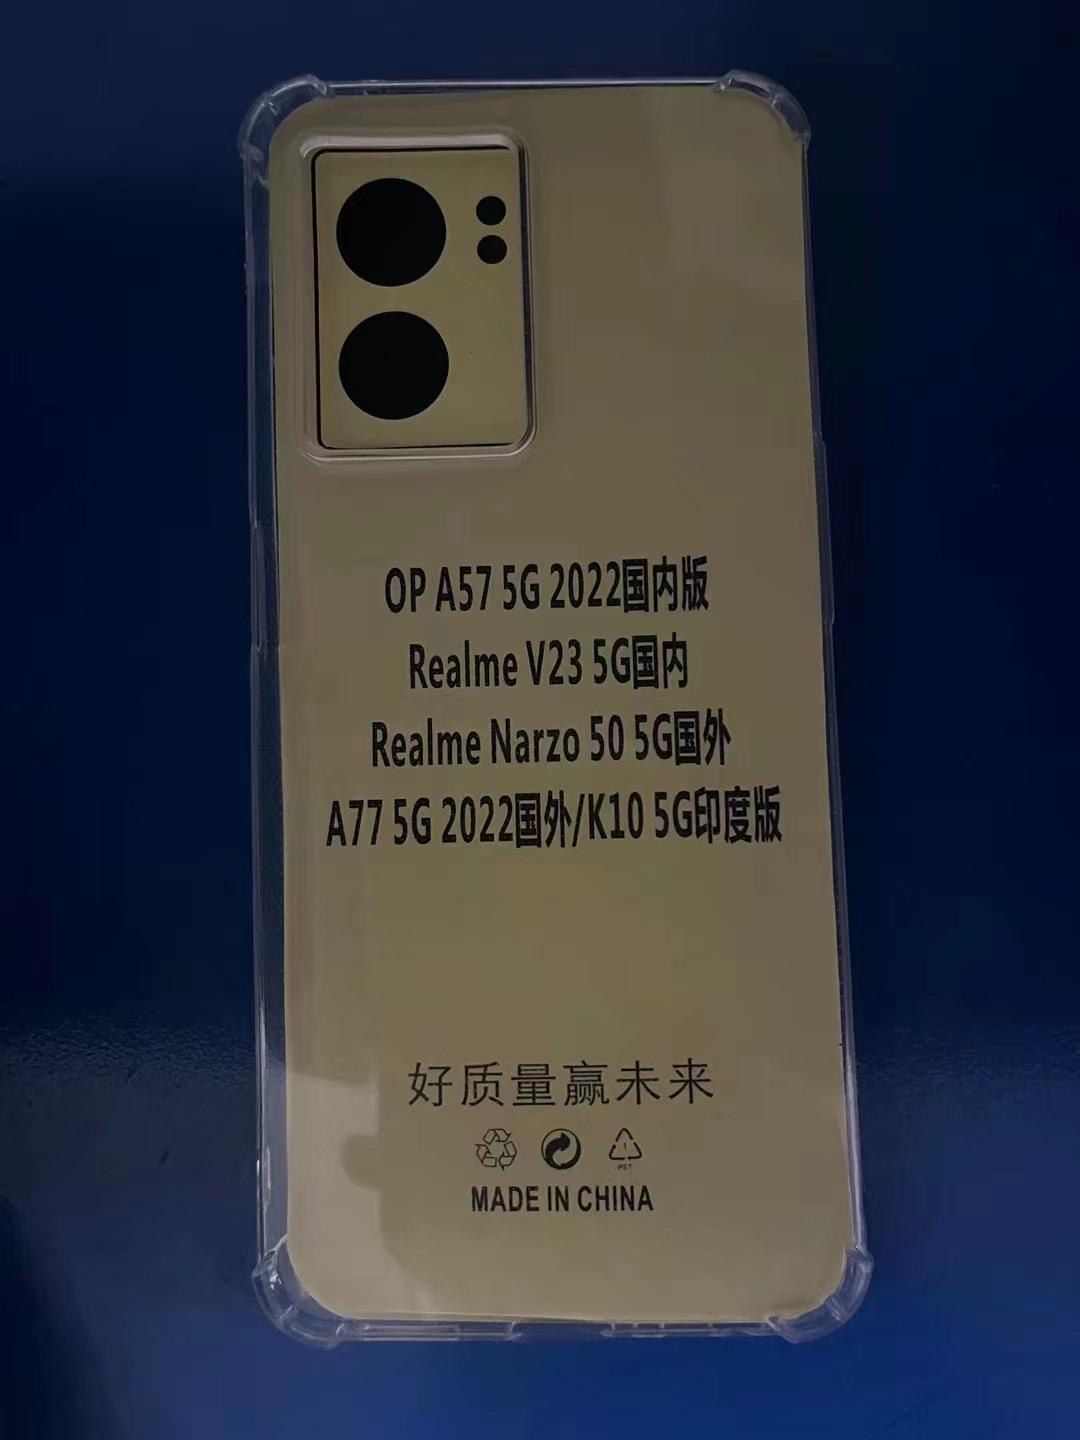 OP A57 5G 2022国内版
Realme V23 5G国内
Realme Narzo 50 5G国外
A77 5G 2022国外/K10 5G印度版
好质量赢未来
PET
MADE IN CHINA